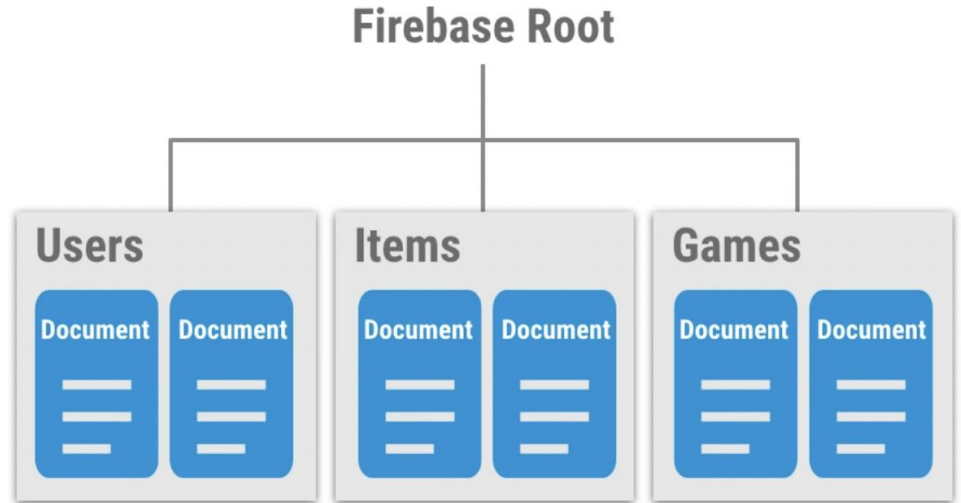 Firebase Root
Users
Items
Games
Document Document
Document Document
Document Document